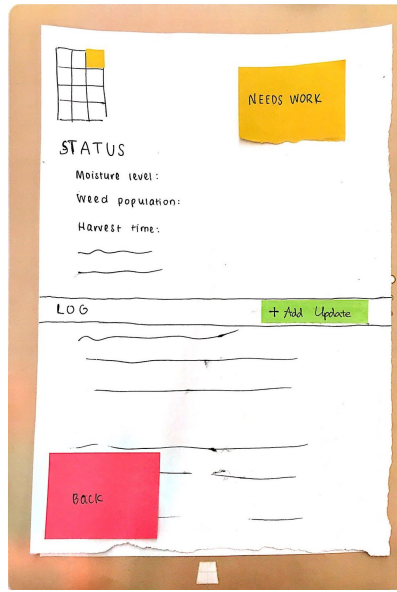 NEEDS WORK
STATUS
Moisture level:
Weed population:
Harvest time:
LOG
+ Add Update
Back